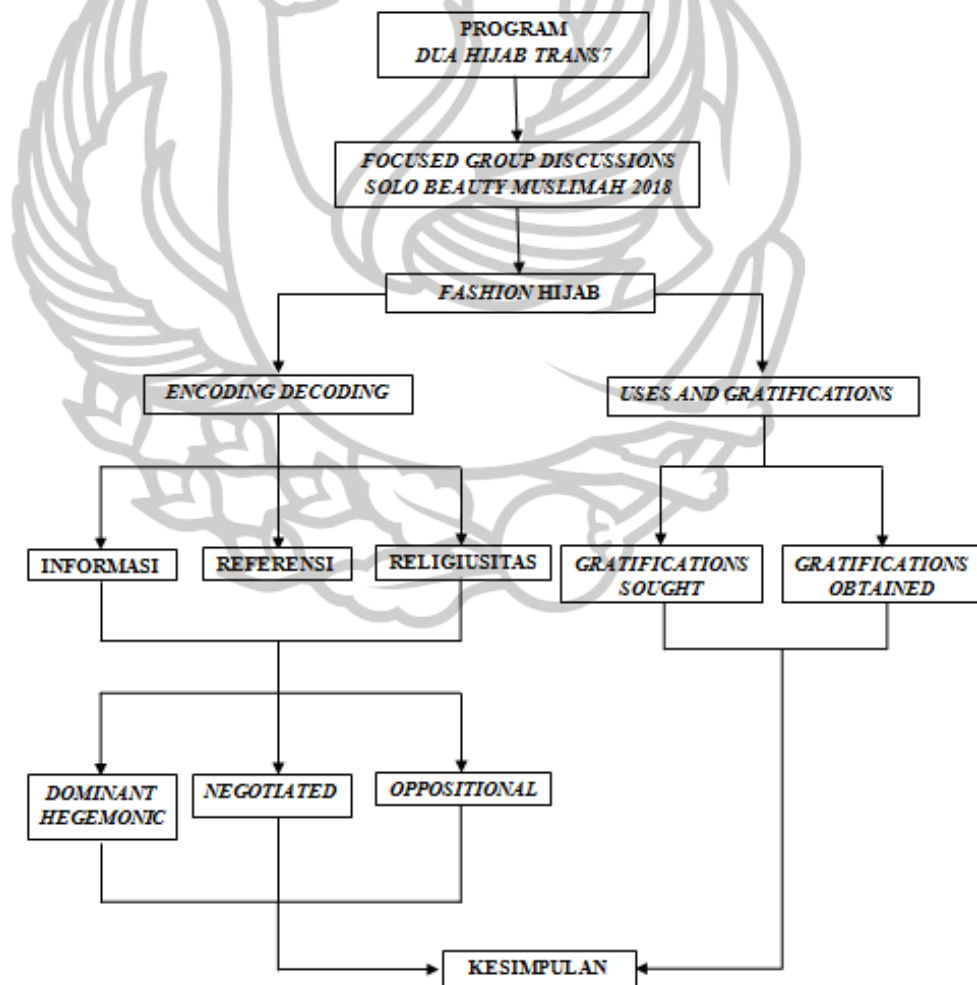 PROGRAM
DUA HIJAB TRANS7
FOCUSED GROUP DISCUSSIONS
SOLO BEAUTY MUSLIMAH 2018
FASHION HIJAB
ENCODING DECODING
USES AND GRATIFICATIONS
INFORMASI
REFERENSI
RELIGIUSITAS
GRATIFICATIONS
SOUGHT
GRATIFICATIONS
OBTAINED
DOMINANT
HEGEMONIC
NEGOTIATED
OPPOSITIONAL
KESIMPULAN